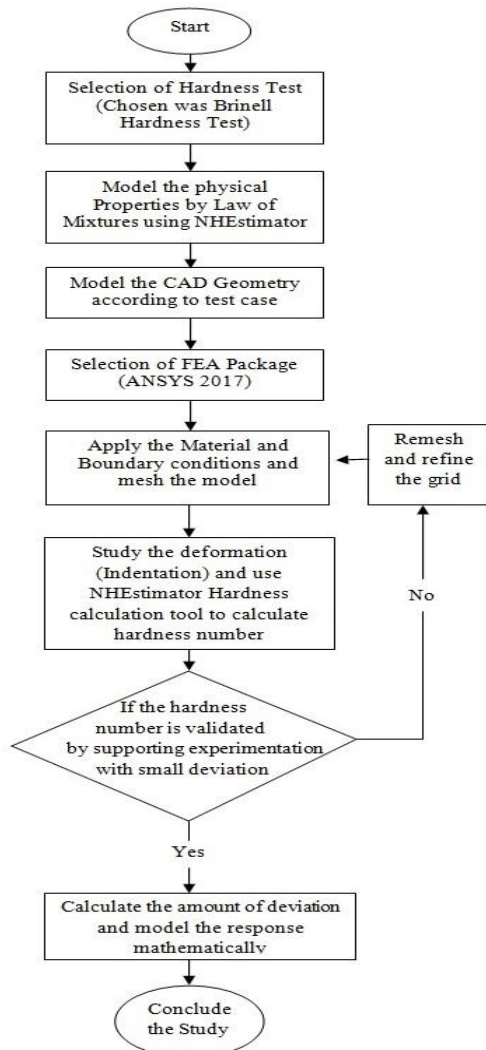 Start
Selection of Hardness Test
(Chosen was Brinell
Hardness Test)
Model the physical
Properties by Law of
Mixtures using NHEstimator
Model the CAD Geometry
according to test case
Selection of FEA Package
(ANSYS 2017)
Apply the Material and
Boundary conditions and
mesh the model
Remesh
and refine
the grid
Study the deformation
(Indentation) and use
NHEstimator Hardness
calculation tool to calculate
hardness number
No
If the hardness
number is validated
by supporting experimentation
with small deviation
Yes
Calculate the amount of deviation
and model the response
mathematically
Conclude
the Study